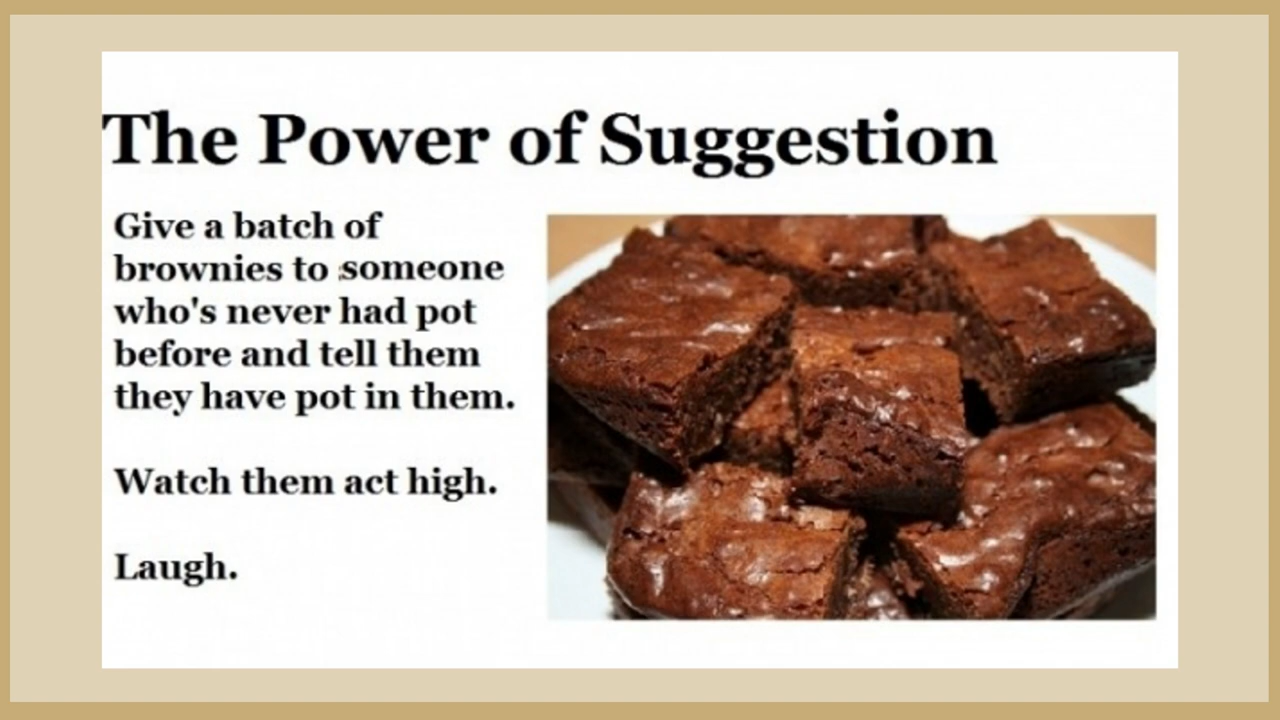 The Power of Suggestion
Give a batch of
brownies to someone
who's never had pot
before and tell them
they have pot in them.
Watch them act high.
Laugh.